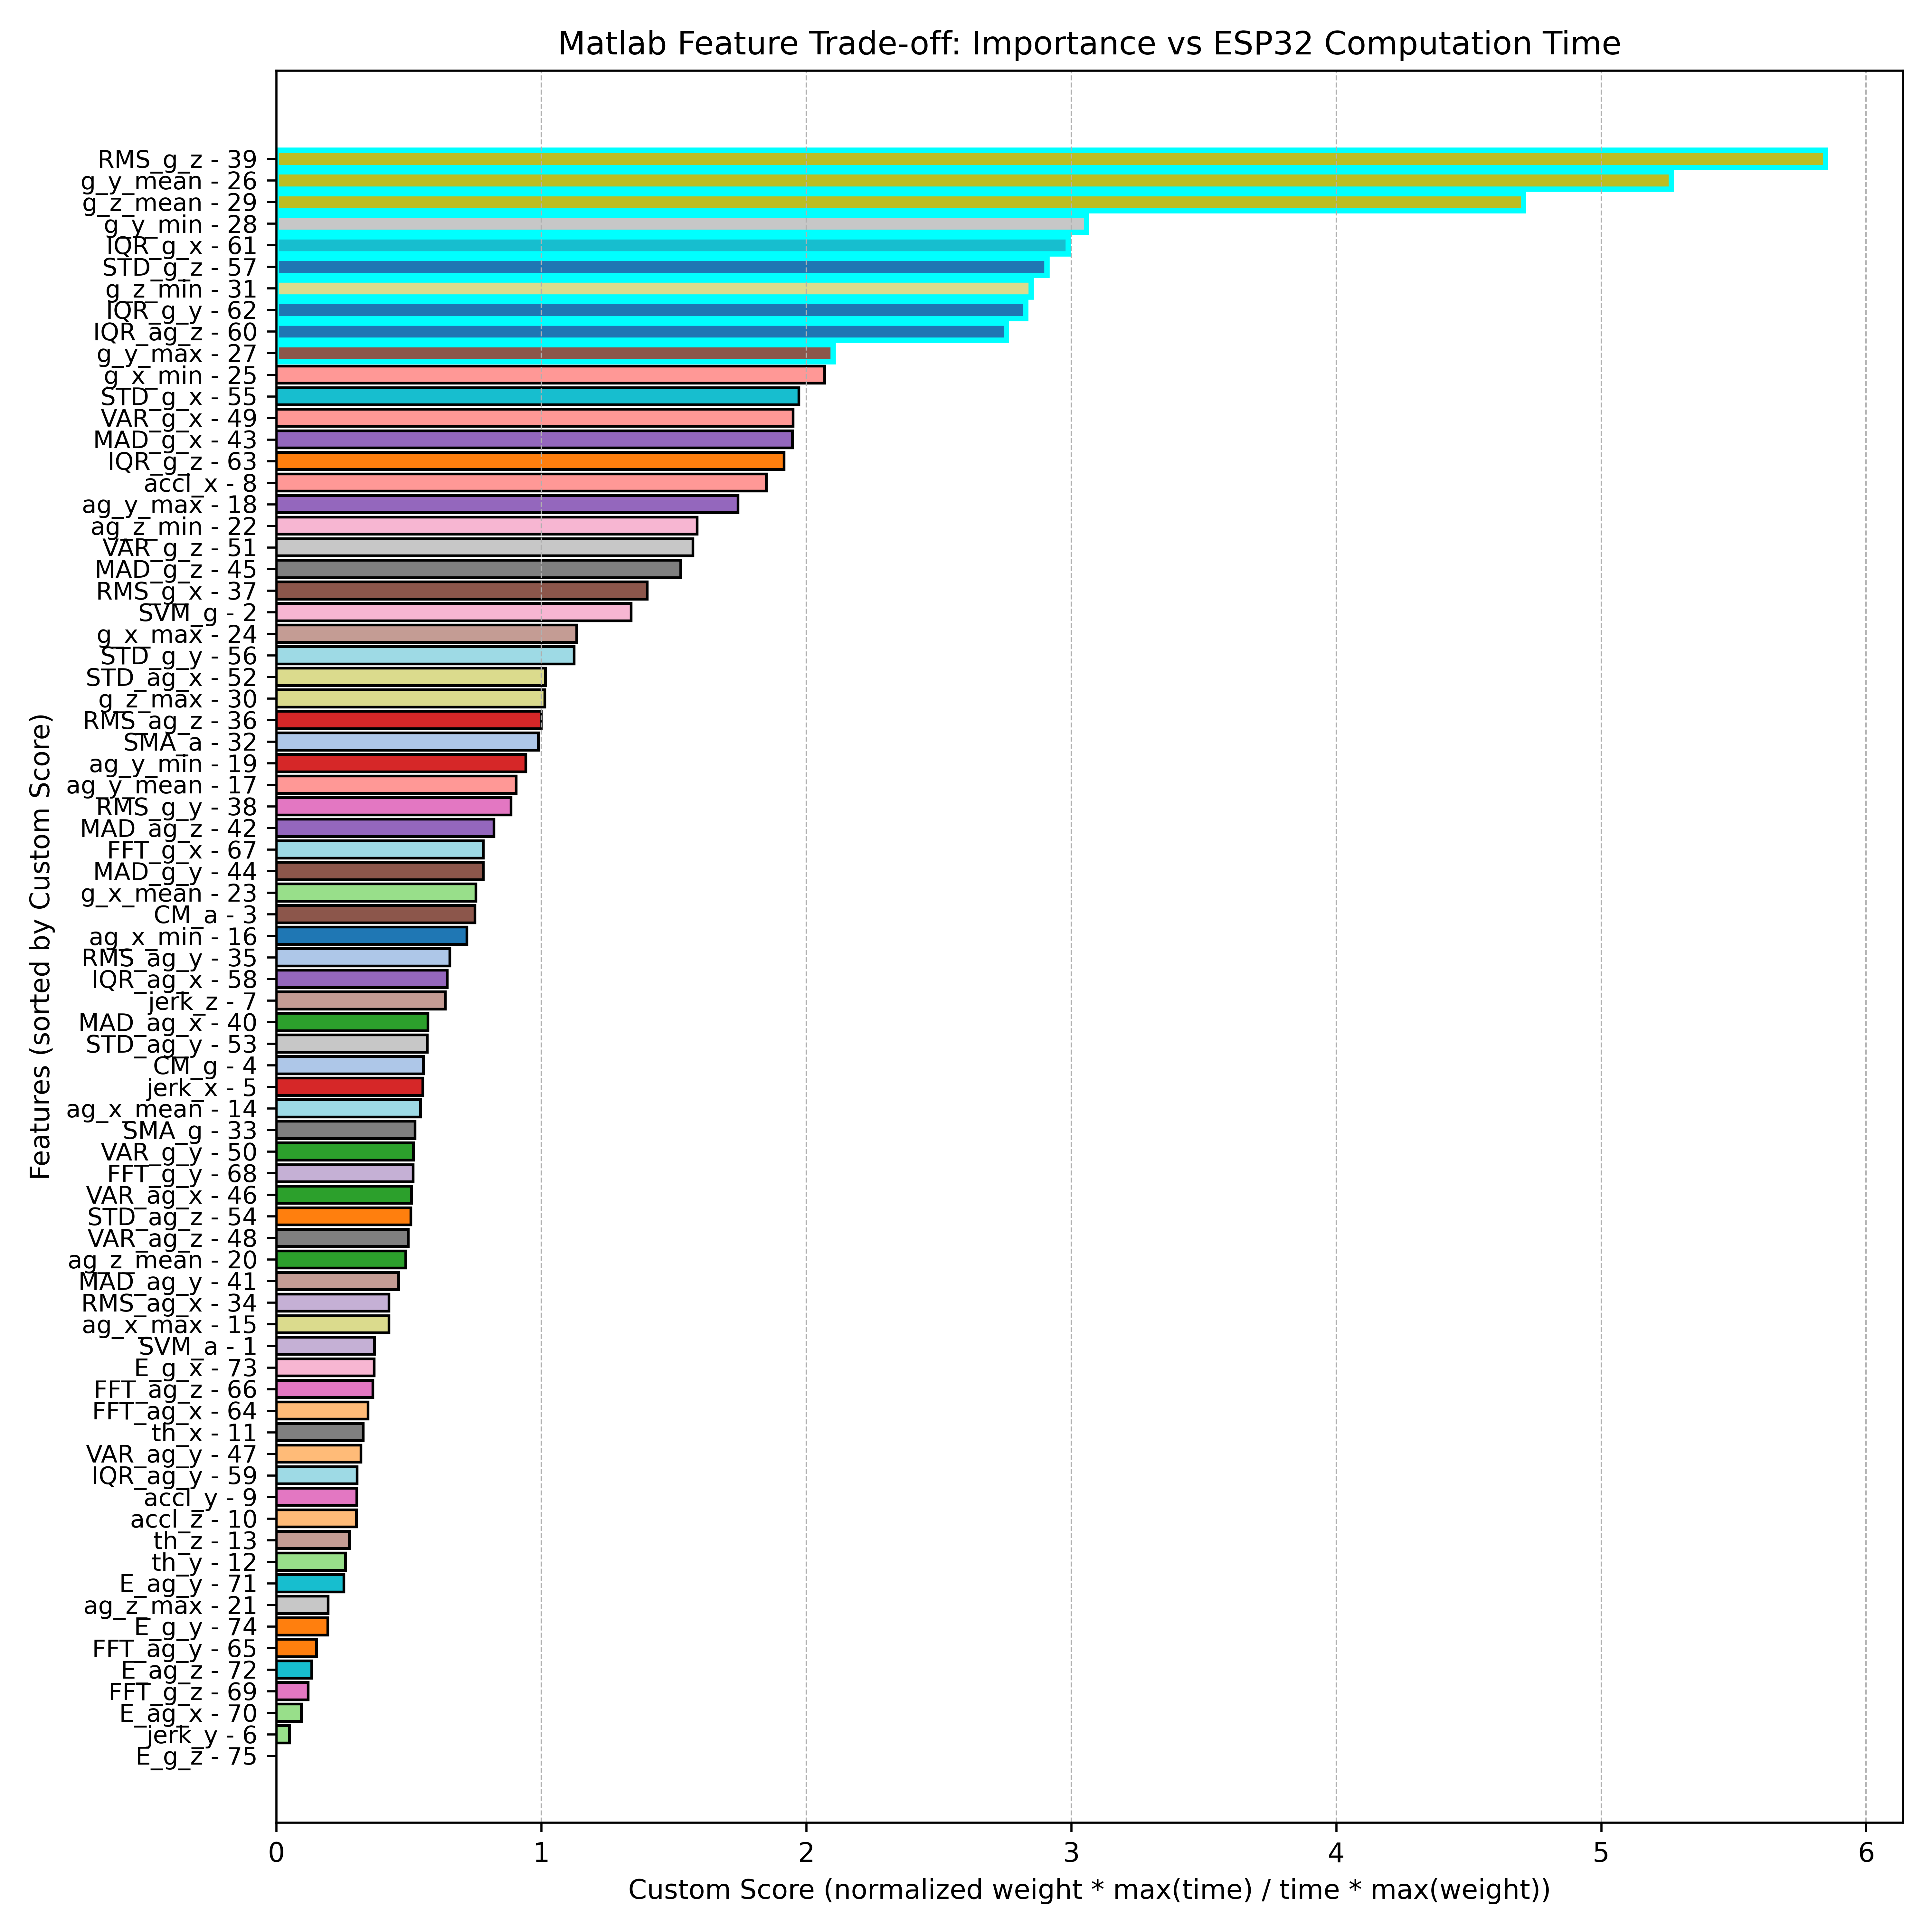 Matlab Feature Trade-off: Importance vs ESP32 Computation Time
Features (sorted by Custom Score)
RMS_g_z - 39
g_y_mean - 26
g_z_mean - 29
g_y_min - 28
IQR_g_x - 61
STD_g_z - 57
g_z_min - 31
IQR_g_y - 62
IQR_ag_z - 60
g_y_max - 27
g_x_min - 25
STD_g_x - 55
VAR_g_x - 49
MAD_g_x - 43
IQR_g_z - 63
accl_x - 8
ag_y_max - 18
ag_z_min - 22
VAR_g_z - 51
MAD_g_z - 45
RMS_g_x - 37
SVM_g - 2
g_x_max - 24
STD_g_y - 56
STD_ag_x - 52
g_z_max - 30
RMS_ag_z - 36
SMA_a - 32
ag_y_min - 19
ag_y_mean - 17
RMS_g_y - 38
MAD_ag_z - 42
FFT_g_x - 67
MAD_g_y - 44
g_x_mean - 23
CM_a - 3
ag_x_min - 16
RMS_ag_y - 35
IQR_ag_x - 58
jerk_z - 7
MAD_ag_x - 40
STD_ag_y - 53
CM_g - 4
jerk_x - 5
ag_x_mean - 14
SMA_g - 33
VAR_g_y - 50
FFT_g_y - 68
VAR_ag_x - 46
STD_ag_z - 54
VAR_ag_z - 48
ag_z_mean - 20
MAD_ag_y - 41
RMS_ag_x - 34
ag_x_max - 15
SVM_a - 1
E_g_x - 73
FFT_ag_z - 66
FFT_ag_x - 64
th_x - 11
VAR_ag_y - 47
IQR_ag_y - 59
accl_y - 9
accl_z - 10
th_z - 13
th_y - 12
E_ag_y - 71
ag_z_max - 21
E_g_y - 74
FFT_ag_y - 65
E_ag_z - 72
FFT_g_z - 69
E_ag_x - 70
jerk_y - 6
E_g_z - 75
0 1 2 3 4 5 6
Custom Score (normalized weight * max(time) / time * max(weight))